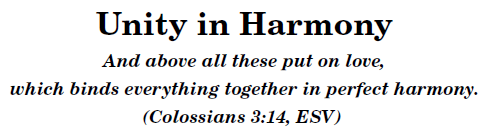 Unity in Harmony
And above all these put on love,
which binds everything together in perfect harmony.
(Colossians 3:14, ESV)